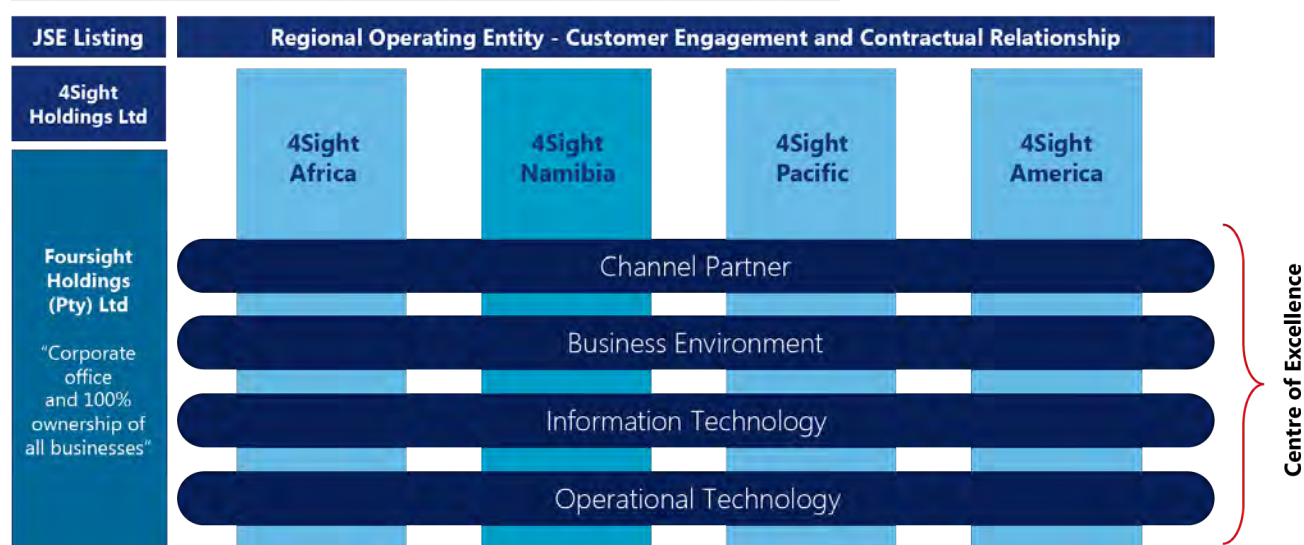 JSE Listing
Regional Operating Entity - Customer Engagement and Contractual Relationship
4Sight
Holdings Ltd
Foursight
Holdings
(Pty) Ltd
“Corporate
office
and 100%
ownership of
all businesses“
4Sight
Africa
4Sight
Namibia
4Sight
Pacific
4Sight
America
Channel Partner
Business Environment
Information Technology
Operational Technology
Centre of Excellence